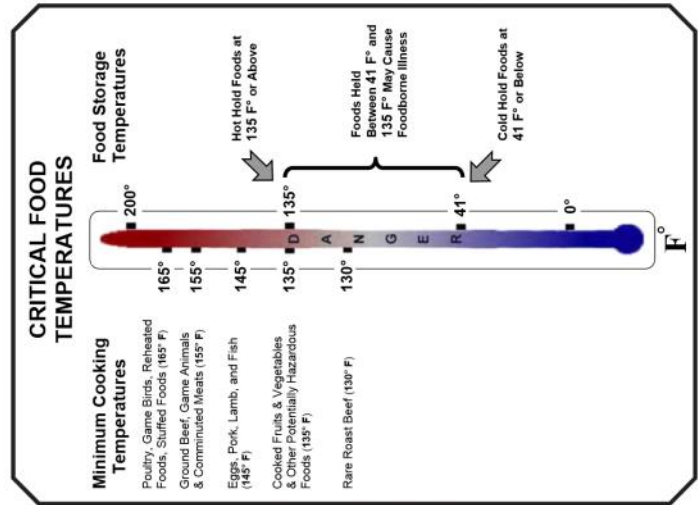 CRITICAL FOOD
TEMPERATURES
Minimum Cooking
Temperatures
Poultry, Game Birds, Reheated
Foods, Stuffed Foods (165° F)
Ground Beef, Game Animals
& Comminuted Meats (155° F)
Eggs, Pork, Lamb, and Fish
(145° F)
Cooked Fruits & Vegetables
& Other Potentially Hazardous
Foods (135° F)
Rare Roast Beef (130° F)
165°
155°
145°
135°
130°
D
A
N
G
E
R
200°
135°
41°
0°
F°
Food Storage
Temperatures
Hot Hold Foods at
135 F° or Above
Foods Held
Between 41 F° and
135 F° May Cause
Foodborne Illness
Cold Hold Foods at
41 F° or Below